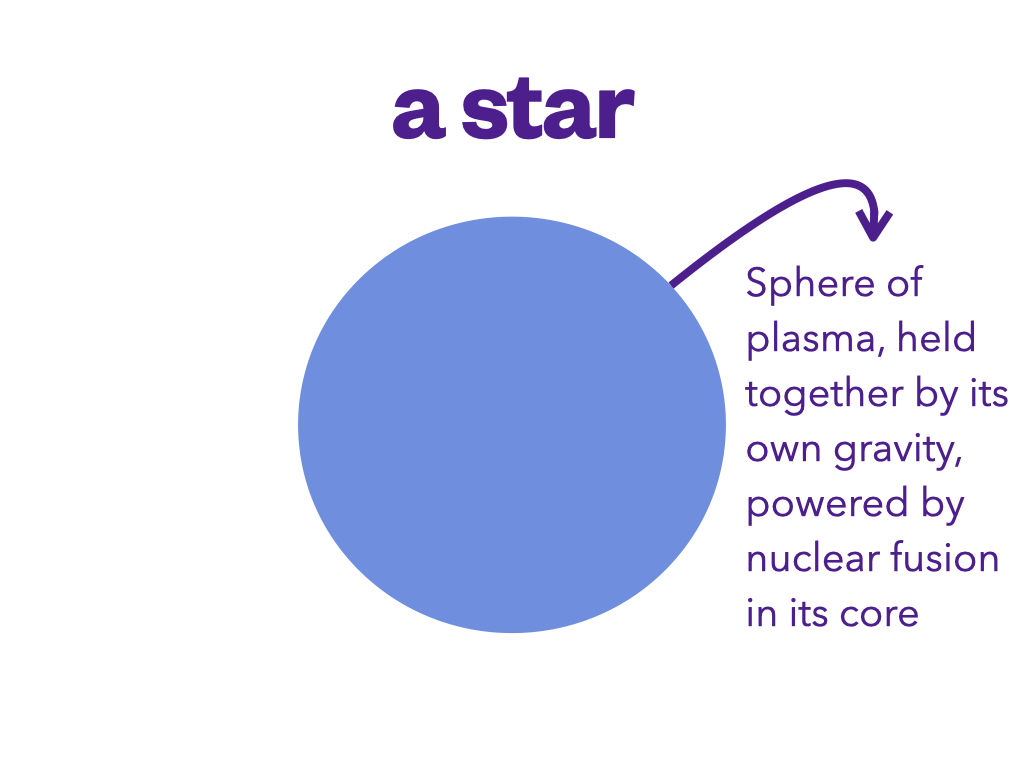 a star
Sphere of
plasma, held
together by its
own gravity,
powered by
nuclear fusion
in its core